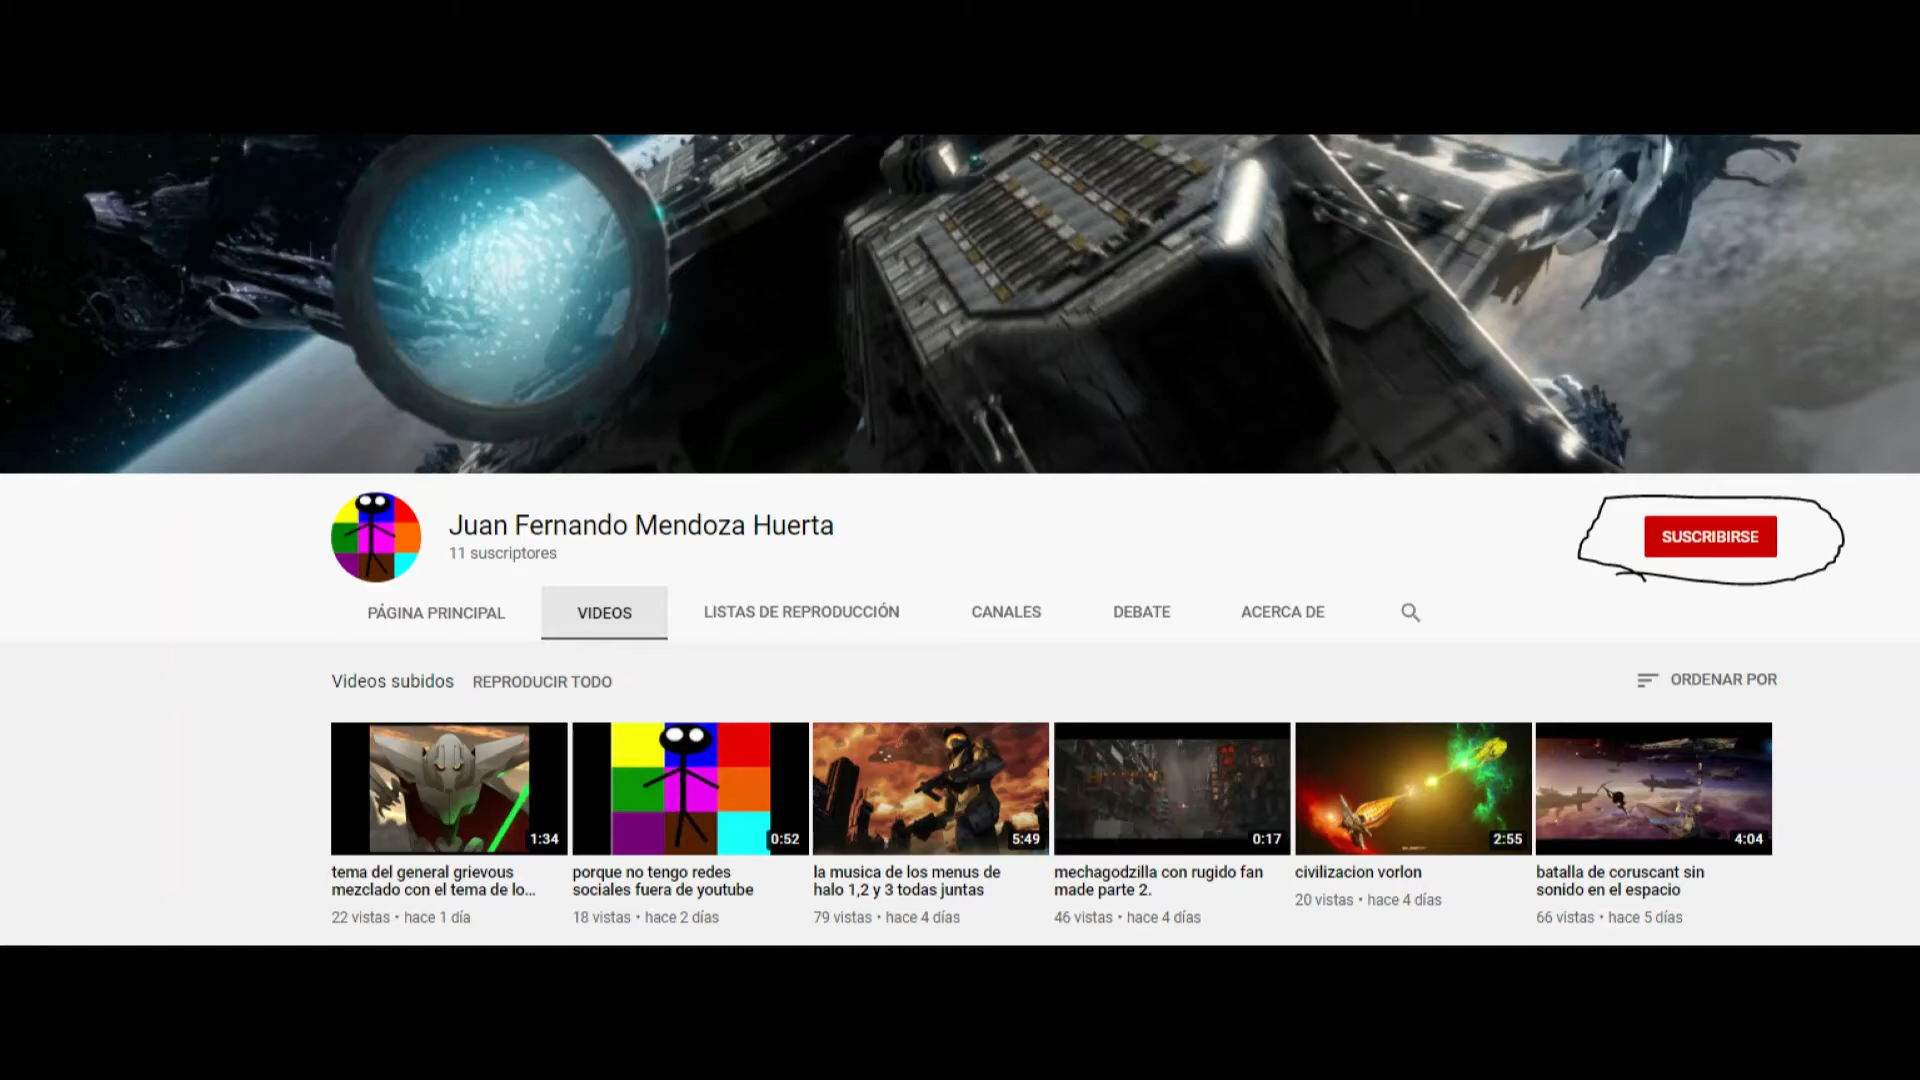 Juan Fernando Mendoza Huerta
11 suscriptores
SUSCRIBIRSE
PÁGINA PRINCIPAL VIDEOS LISTAS DE REPRODUCCIÓN CANALES DEBATE ACERCA DE
Videos subidos REPRODUCIR TODO ORDENAR POR
1:34
tema del general grievous
mezclado con el tema de lo...
22 vistas • hace 1 día
0:52
porque no tengo redes
sociales fuera de youtube
18 vistas • hace 2 días
5:49
la musica de los menus de
halo 1,2 y 3 todas juntas
79 vistas • hace 4 días
0:17
mechagodzilla con rugido fan
made parte 2.
46 vistas • hace 4 días
2:55
civilizacion vorlon
20 vistas • hace 4 días
4:04
batalla de coruscant sin
sonido en el espacio
66 vistas • hace 5 días